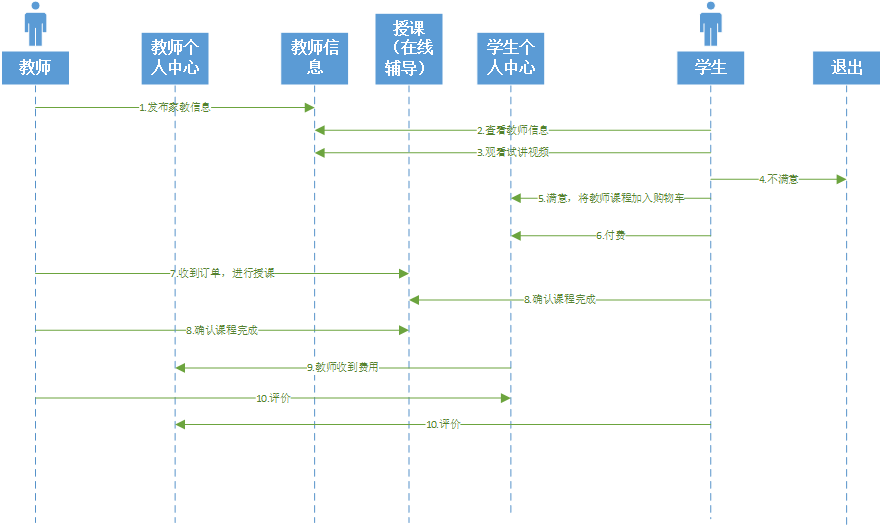 教师
教师个
人中心
教师信
息
授课
（在线
辅导）
学生个
人中心
学生
退出
1.发布家教信息
2.查看教师信息
3.观看试讲视频
4.不满意
5.满意，将教师课程加入购物车
6.付费
7.收到订单，进行授课
8.确认课程完成
8.确认课程完成
9.教师收到费用
10.评价
10.评价